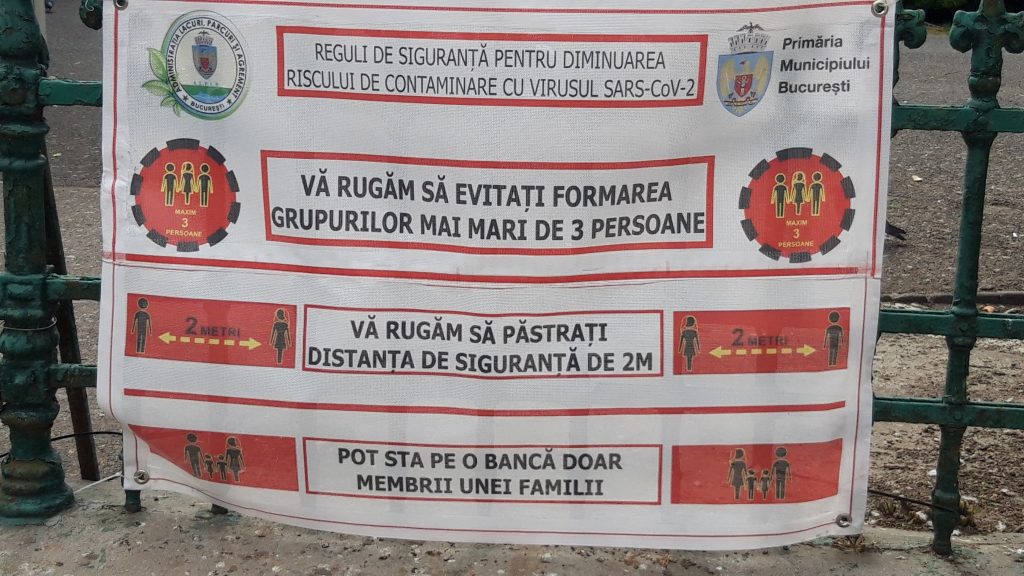 ADMINISTRAȚIA LACURI, PARCURI ȘI AGREMENT
BUCUREȘTI
REGULI DE SIGURANȚĂ PENTRU DIMINUAREA
RISCULUI DE CONTAMINARE CU VIRUSUL SARS-CoV-2
Primăria
Municipiului
București
MAXIM
3
PERSOANE
VĂ RUGĂM SĂ EVITAȚI FORMAREA
GRUPURILOR MAI MARI DE 3 PERSOANE
MAXIM
3
PERSOANE
2 METRI
VĂ RUGĂM SĂ PĂSTRAȚI
DISTANȚA DE SIGURANȚĂ DE 2M
2 METRI
POT STA PE O BANCĂ DOAR
MEMBRII UNEI FAMILII